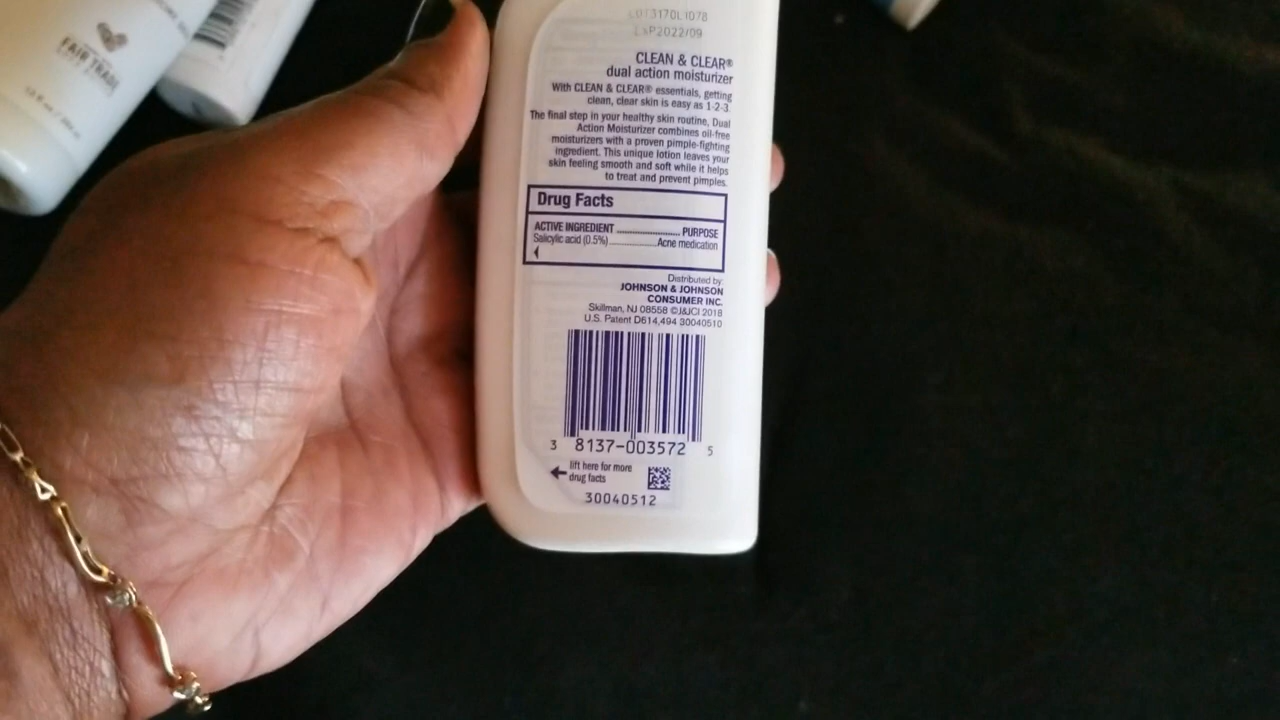 FAIR TRADE
LOT3170L1078
EXP2022/09
CLEAN & CLEAR®
dual action moisturizer
With CLEAN & CLEAR® essentials, getting
clean, clear skin is easy as 1-2-3.
The final step in your healthy skin routine, Dual
Action Moisturizer combines oil-free
moisturizers with a proven pimple-fighting
ingredient. This unique lotion leaves your
skin feeling smooth and soft while it helps
to treat and prevent pimples.
Drug Facts
ACTIVE INGREDIENT ........................ PURPOSE
Salicylic acid (0.5%)..................Acne medication
Distributed by:
JOHNSON & JOHNSON
CONSUMER INC.
Skillman, NJ 08558 ©J&JCI 2018
U.S. Patent D614,494 30040510
3 8137-003572 5
lift here for more
drug facts
30040512